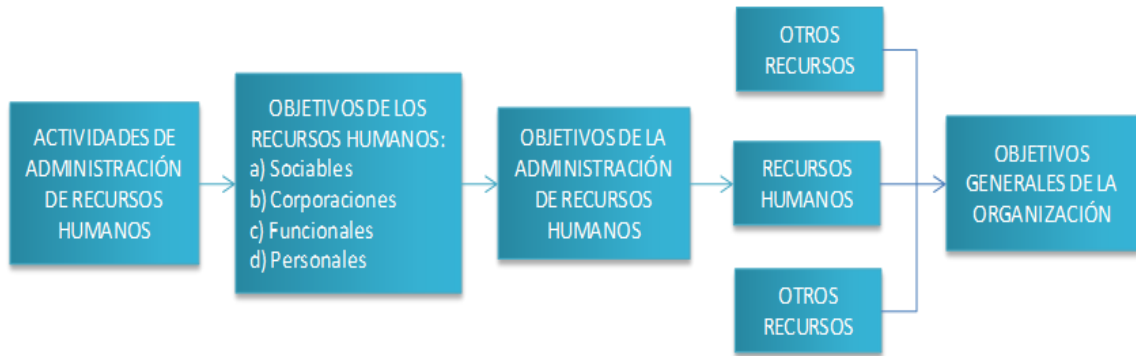 ACTIVIDADES DE
ADMINISTRACIÓN
DE RECURSOS
HUMANOS
OBJETIVOS DE LOS
RECURSOS HUMANOS:
a) Sociables
b) Corporaciones
c) Funcionales
d) Personales
OBJETIVOS DE LA
ADMINISTRACIÓN
DE RECURSOS
HUMANOS
OTROS
RECURSOS
RECURSOS
HUMANOS
OTROS
RECURSOS
OBJETIVOS
GENERALES DE LA
ORGANIZACIÓN